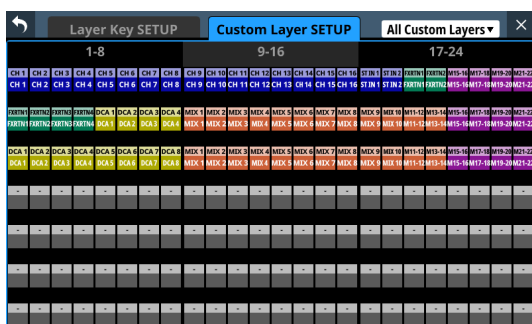 Layer Key SETUP Custom Layer SETUP All Custom Layers ▾ ×
1-8 9-16 17-24
CH 1 CH 2 CH 3 CH 4 CH 5 CH 6 CH 7 CH 8 CH 9 CH 10 CH 11 CH 12 CH 13 CH 14 CH 15 CH 16 ST IN 1 ST IN 2 FXRTN1 FXRTN2 M15-16 M17-18 M19-20 M21-22
CH 1 CH 2 CH 3 CH 4 CH 5 CH 6 CH 7 CH 8 CH 9 CH 10 CH 11 CH 12 CH 13 CH 14 CH 15 CH 16 ST IN 1 ST IN 2 FXRTN1 FXRTN2 M15-16 M17-18 M19-20 M21-22
FXRTN1 FXRTN2 FXRTN3 FXRTN4 DCA 1 DCA 2 DCA 3 DCA 4 MIX 1 MIX 2 MIX 3 MIX 4 MIX 5 MIX 6 MIX 7 MIX 8 MIX 9 MIX 10 M11-12 M13-14 M15-16 M17-18 M19-20 M21-22
FXRTN1 FXRTN2 FXRTN3 FXRTN4 DCA 1 DCA 2 DCA 3 DCA 4 MIX 1 MIX 2 MIX 3 MIX 4 MIX 5 MIX 6 MIX 7 MIX 8 MIX 9 MIX 10 M11-12 M13-14 M15-16 M17-18 M19-20 M21-22
DCA 1 DCA 2 DCA 3 DCA 4 DCA 5 DCA 6 DCA 7 DCA 8 MIX 1 MIX 2 MIX 3 MIX 4 MIX 5 MIX 6 MIX 7 MIX 8 MIX 9 MIX 10 M11-12 M13-14 M15-16 M17-18 M19-20 M21-22
DCA 1 DCA 2 DCA 3 DCA 4 DCA 5 DCA 6 DCA 7 DCA 8 MIX 1 MIX 2 MIX 3 MIX 4 MIX 5 MIX 6 MIX 7 MIX 8 MIX 9 MIX 10 M11-12 M13-14 M15-16 M17-18 M19-20 M21-22
- - - - - - - - - - - - - - - - - - - - - - - -
- - - - - - - - - - - - - - - - - - - - - - - -
- - - - - - - - - - - - - - - - - - - - - - - -
- - - - - - - - - - - - - - - - - - - - - - - -